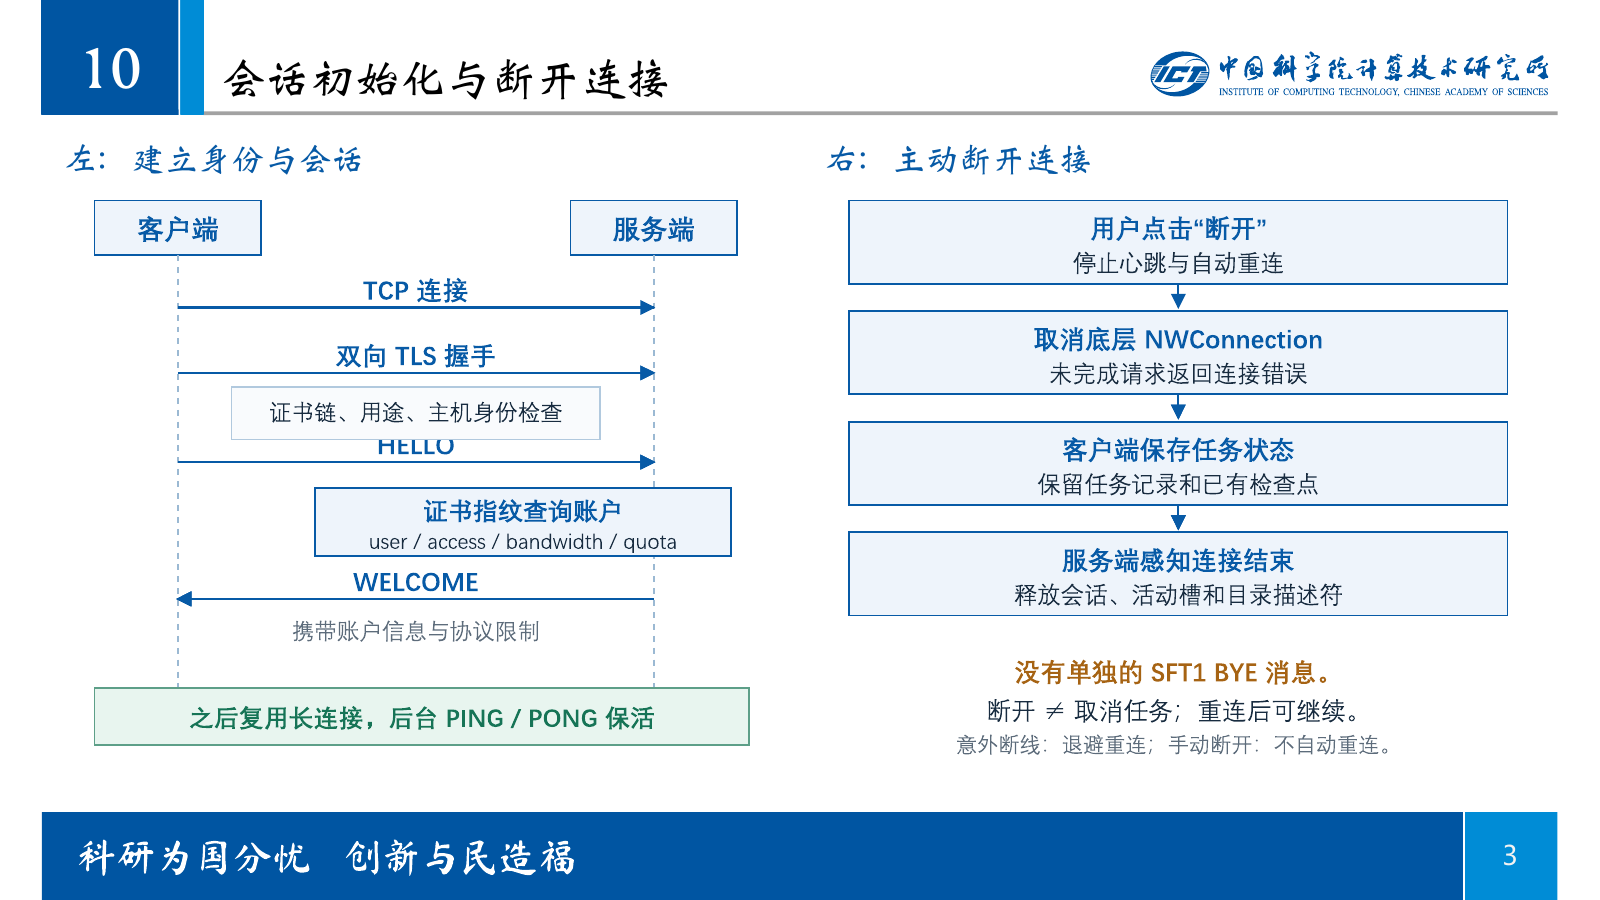 10
会话初始化与断开连接
中国科学院计算技术研究所
INSTITUTE OF COMPUTING TECHNOLOGY, CHINESE ACADEMY OF SCIENCES
左：建立身份与会话
客户端
服务端
TCP 连接
双向 TLS 握手
证书链、用途、主机身份检查
HELLO
证书指纹查询账户
user / access / bandwidth / quota
WELCOME
携带账户信息与协议限制
之后复用长连接，后台 PING / PONG 保活
右：主动断开连接
用户点击“断开”
停止心跳与自动重连
取消底层 NWConnection
未完成请求返回连接错误
客户端保存任务状态
保留任务记录和已有检查点
服务端感知连接结束
释放会话、活动槽和目录描述符
没有单独的 SFT1 BYE 消息。
断开 ≠ 取消任务；重连后可继续。
意外断线：退避重连；手动断开：不自动重连。
科研为国分忧 创新与民造福
3